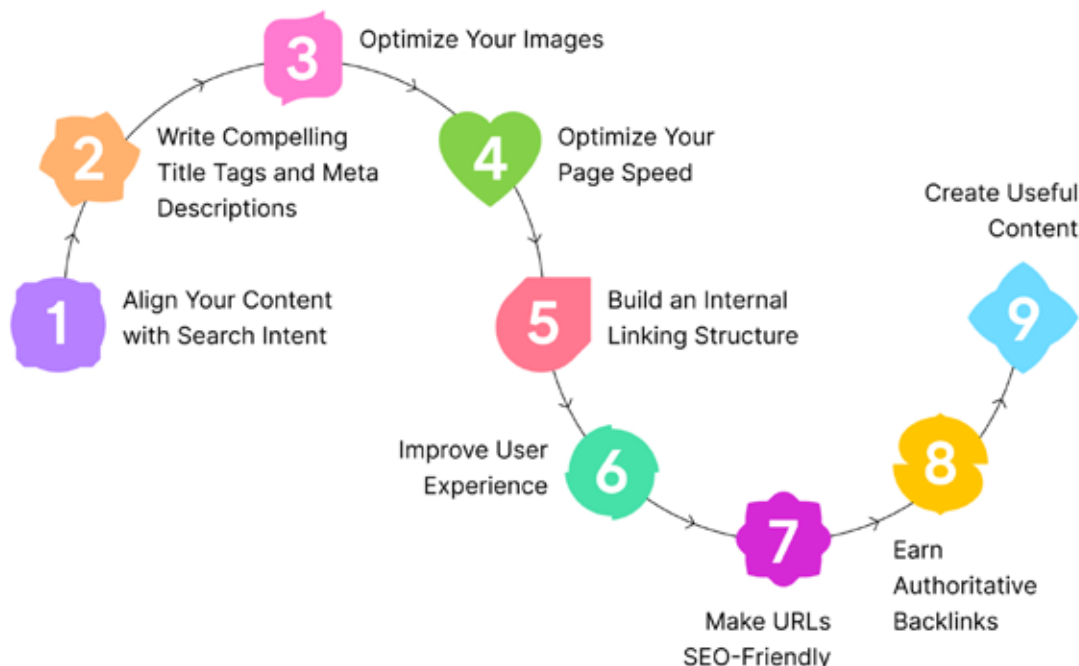 1
Align Your Content
with Search Intent
2
Write Compelling
Title Tags and Meta
Descriptions
3
Optimize Your Images
4
Optimize Your
Page Speed
5
Build an Internal
Linking Structure
6
Improve User
Experience
7
Make URLs
SEO-Friendly
8
Earn
Authoritative
Backlinks
9
Create Useful
Content